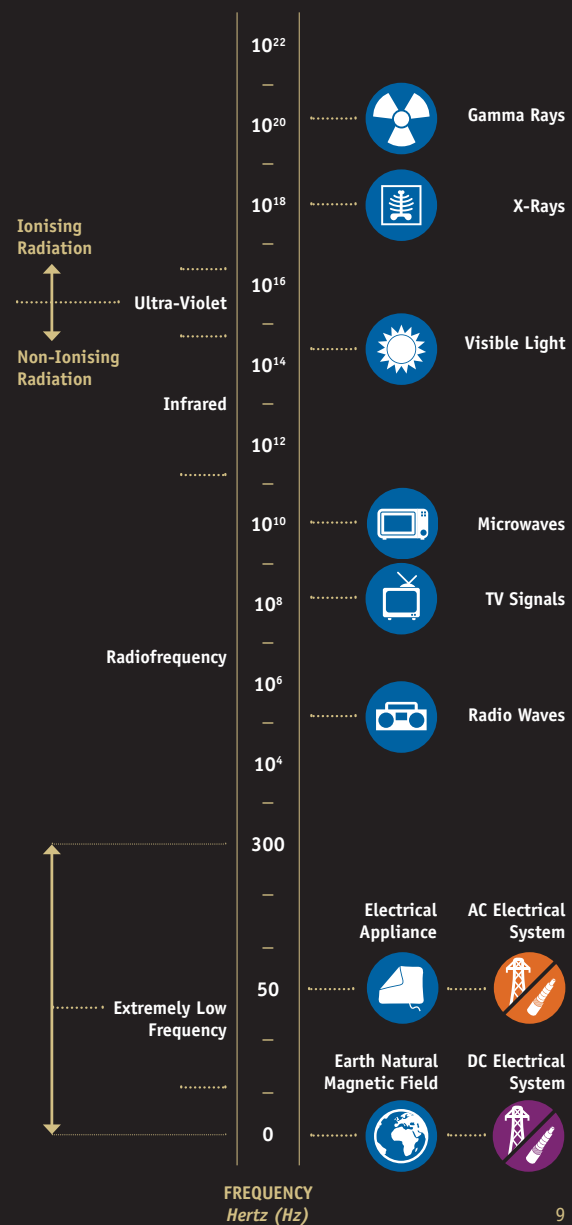 10²²
10²⁰
Gamma Rays
10¹⁸
X-Rays
Ionising
Radiation
10¹⁶
Ultra-Violet
Non-Ionising
Radiation
Visible Light
10¹⁴
Infrared
10¹²
10¹⁰
Microwaves
10⁸
TV Signals
Radiofrequency
10⁶
Radio Waves
10⁴
300
Electrical
Appliance
AC Electrical
System
50
Extremely Low
Frequency
Earth Natural
Magnetic Field
DC Electrical
System
0
FREQUENCY
Hertz (Hz)
9